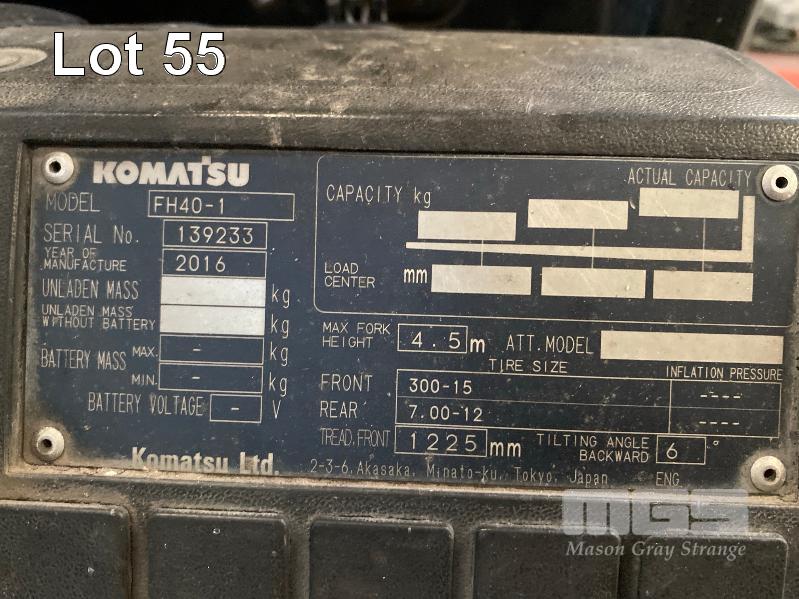 Lot 55
KOMATSU
MODEL FH40-1
SERIAL No. 139233
YEAR OF MANUFACTURE 2016
UNLADEN MASS kg
UNLADEN MASS WITHOUT BATTERY kg
BATTERY MASS MAX. - kg
MIN. - kg
BATTERY VOLTAGE - V
Komatsu Ltd.
2-3-6, Akasaka, Minato-ku, Tokyo, Japan
ACTUAL CAPACITY
CAPACITY kg
LOAD CENTER mm
MAX FORK HEIGHT 4.5 m ATT. MODEL
TIRE SIZE
INFLATION PRESSURE
FRONT 300-15 ----
REAR 7.00-12 ----
TREAD, FRONT 1225 mm TILTING ANGLE BACKWARD 6 °
ENG.
MGS
Mason Gray Strange